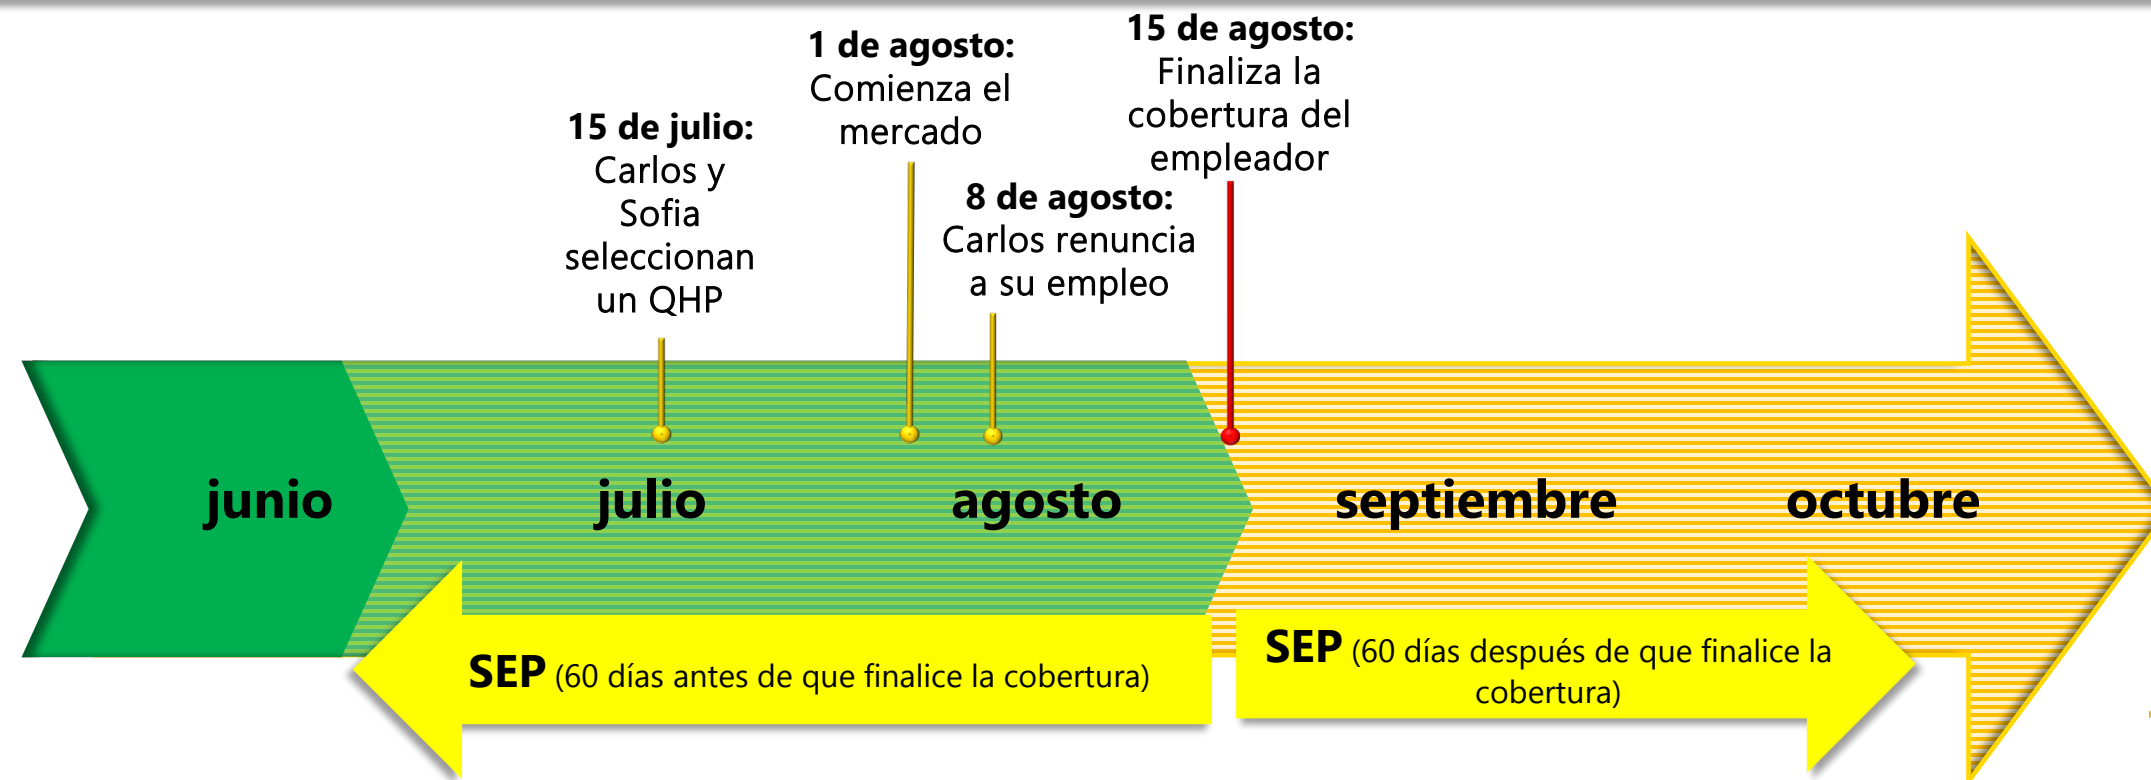 15 de julio:
Carlos y
Sofia
seleccionan
un QHP
1 de agosto:
Comienza el
mercado
8 de agosto:
Carlos renuncia
a su empleo
15 de agosto:
Finaliza la
cobertura del
empleador
junio
julio
agosto
septiembre
octubre
SEP (60 días antes de que finalice la cobertura)
SEP (60 días después de que finalice la
cobertura)